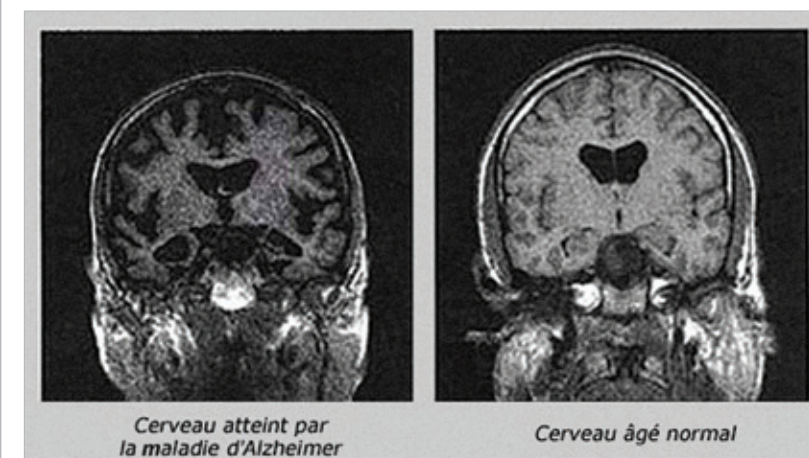 Cerveau atteint par
la maladie d'Alzheimer
Cerveau âgé normal